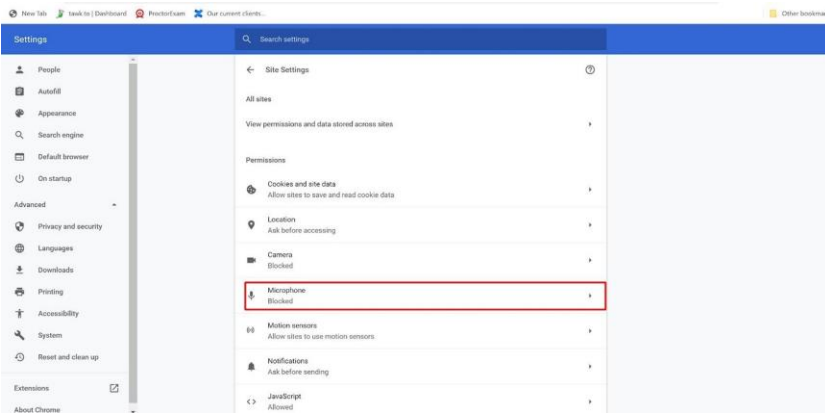 New Tab
tawk.to | Dashboard
ProctorExam
Our current clients...
Other bookma
Settings
Search settings
People
Autofill
Appearance
Search engine
Default browser
On startup
Advanced
Privacy and security
Languages
Downloads
Printing
Accessibility
System
Reset and clean up
Extensions
About Chrome
Site Settings
All sites
View permissions and data stored across sites
Permissions
Cookies and site data
Allow sites to save and read cookie data
Location
Ask before accessing
Camera
Blocked
Microphone
Blocked
Motion sensors
Allow sites to use motion sensors
Notifications
Ask before sending
JavaScript
Allowed